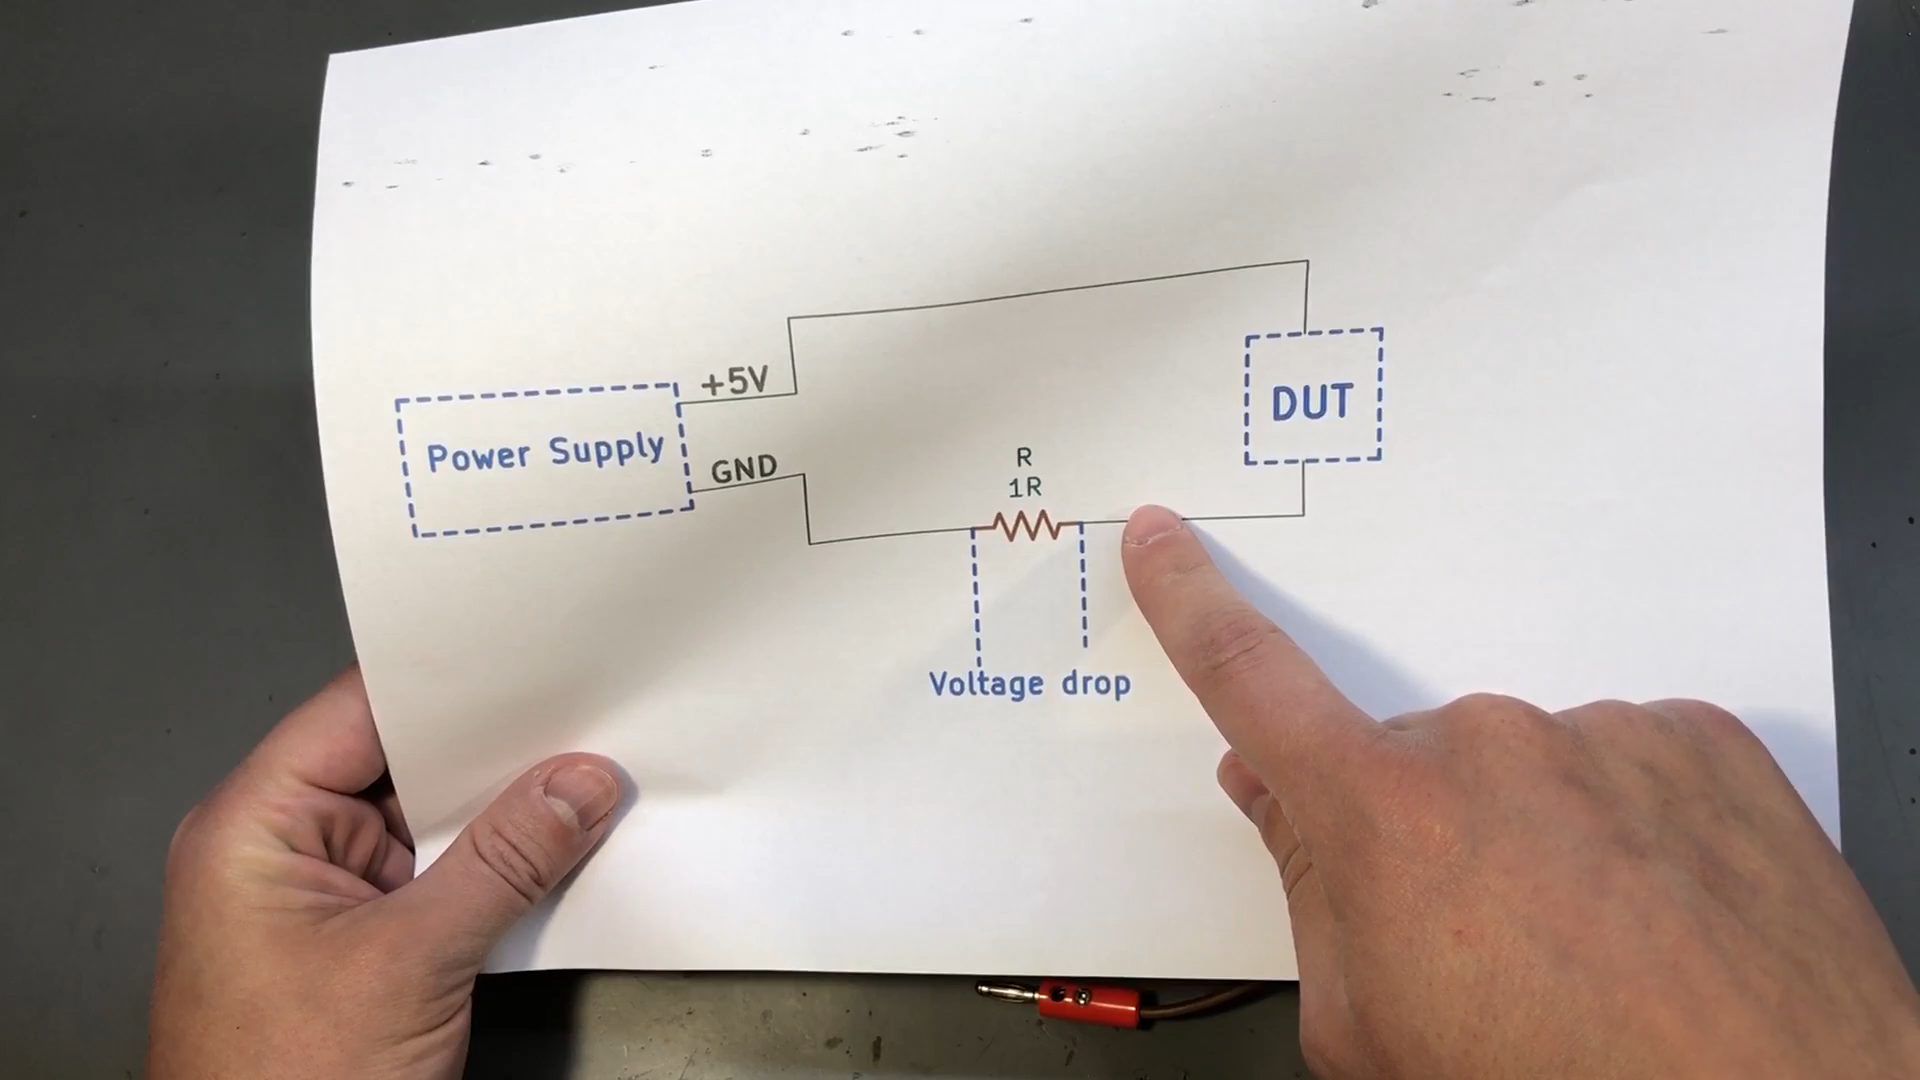 +5V
Power Supply
GND
DUT
R
1R
Voltage drop